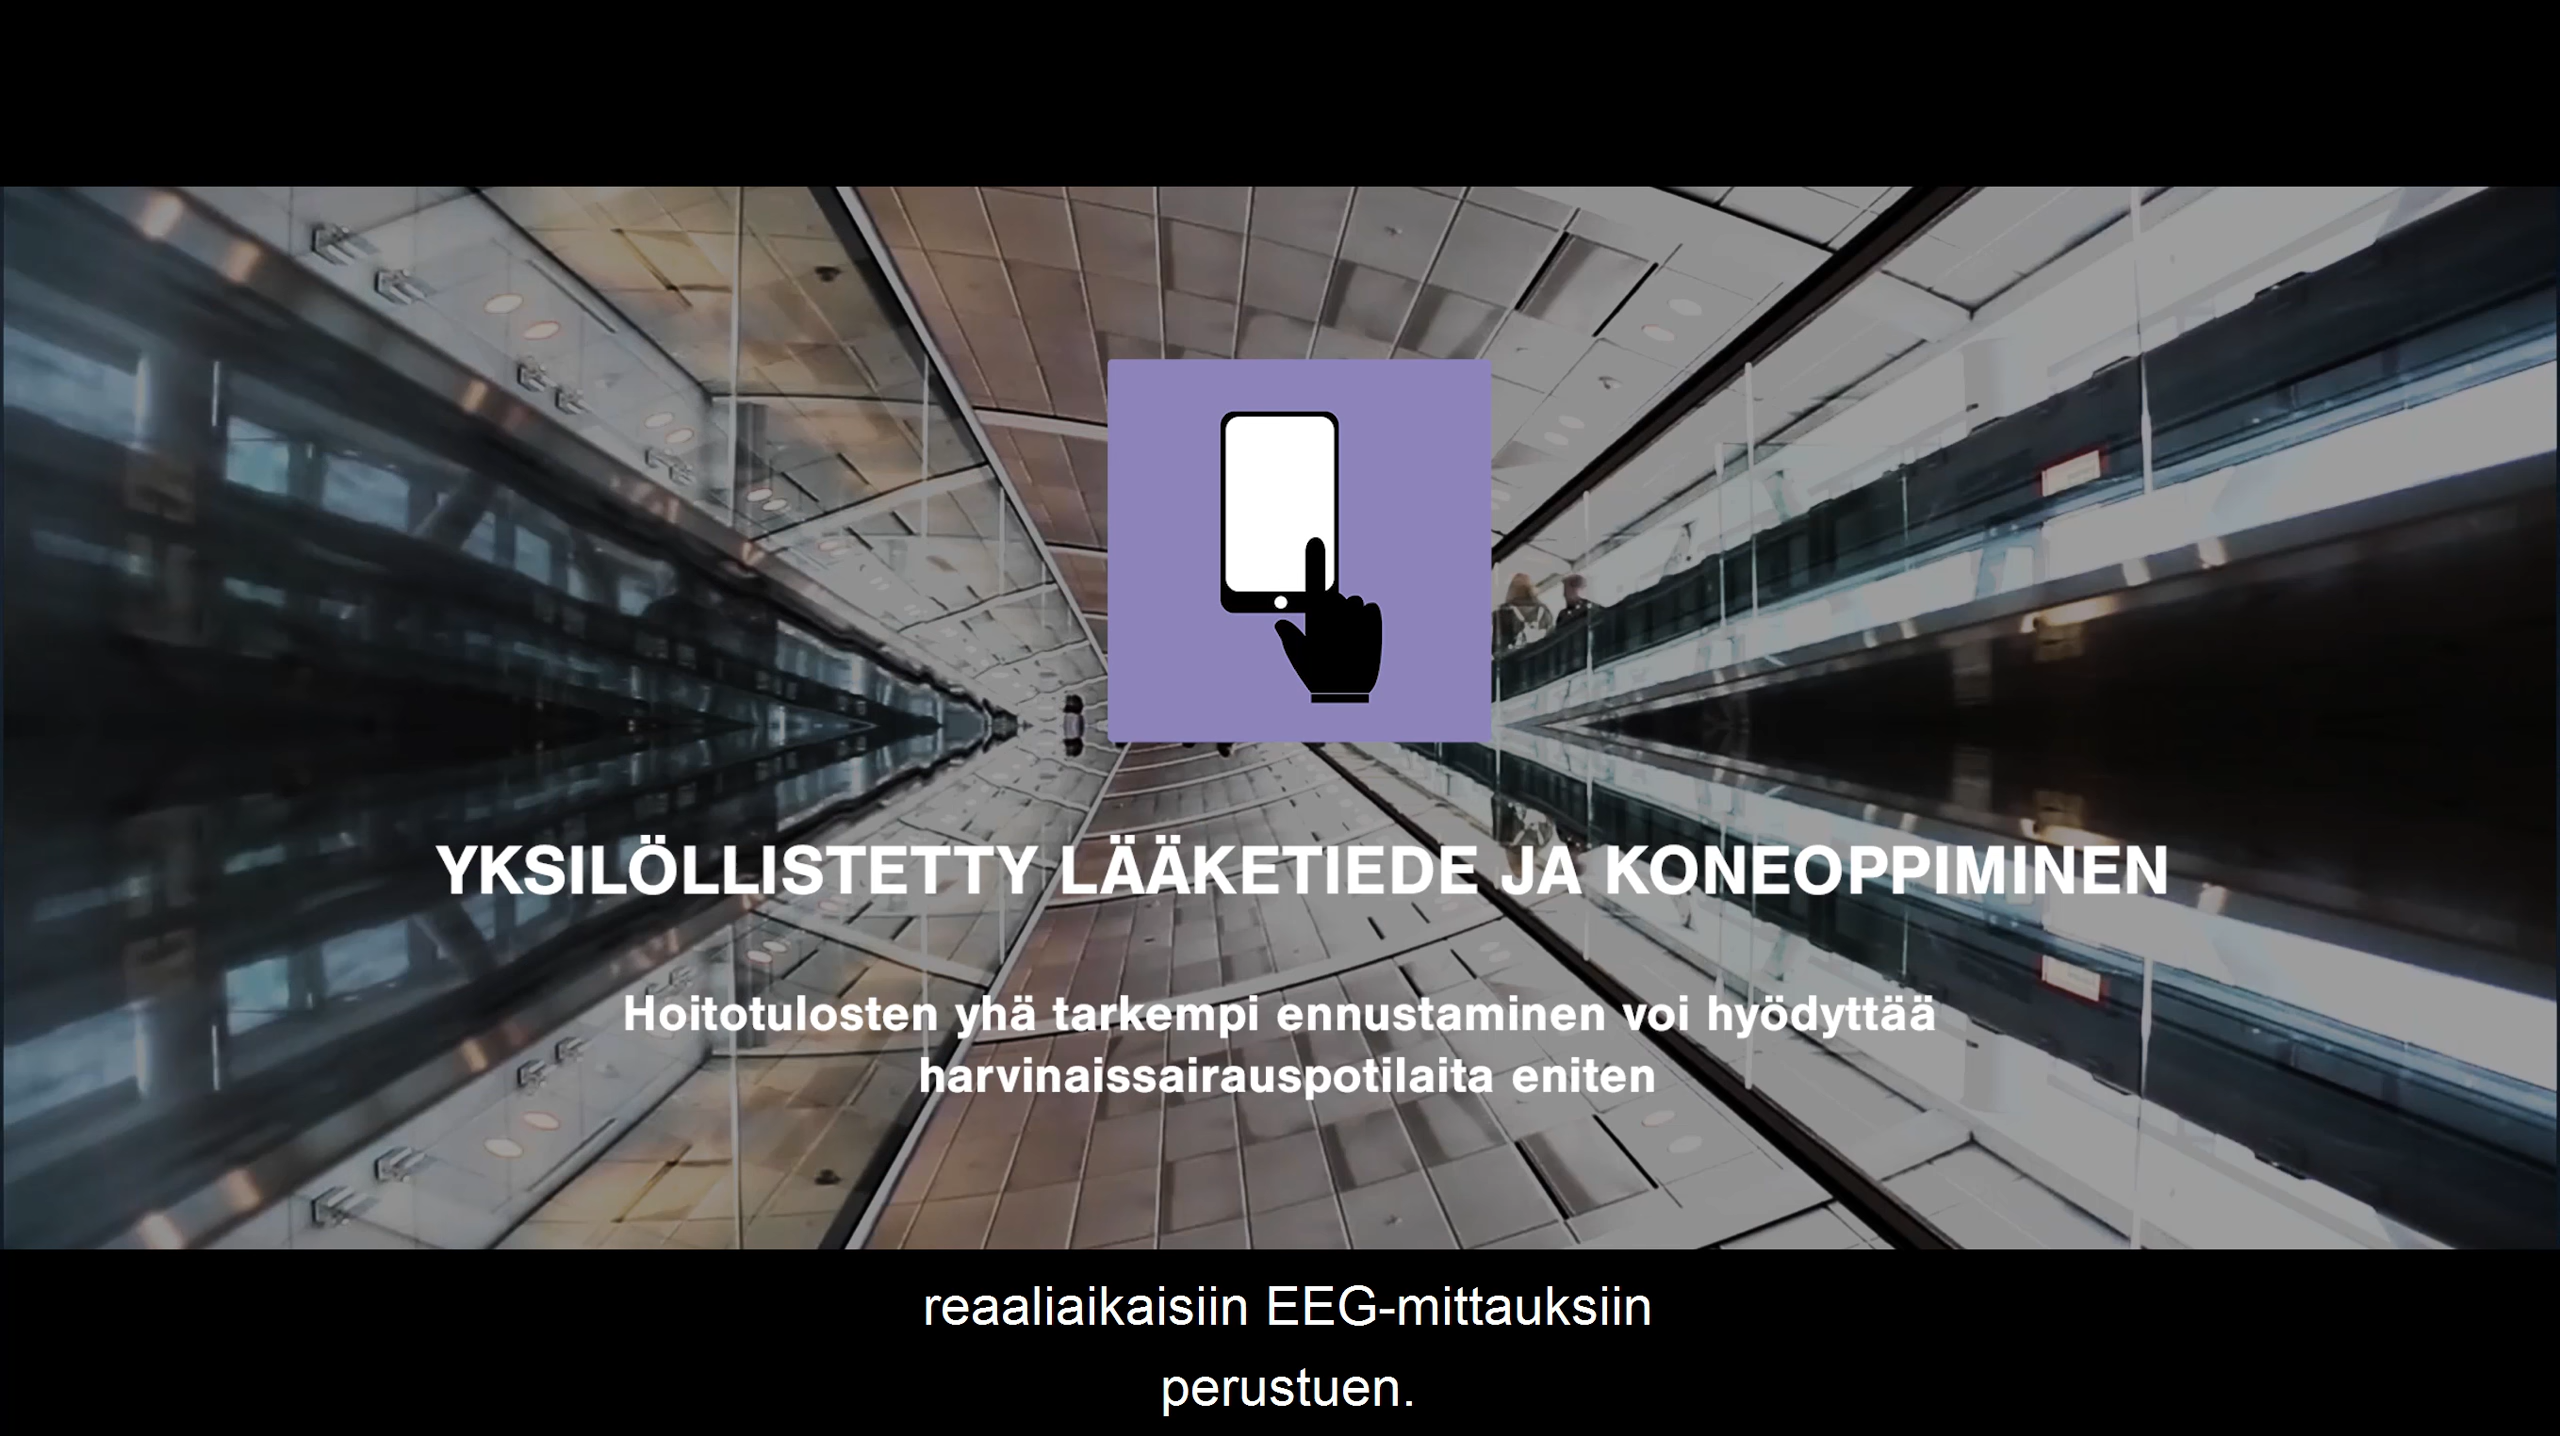 YKSILÖLLISTETTY LÄÄKETIEDE JA KONEOPPIMINEN
Hoitotulosten yhä tarkempi ennustaminen voi hyödyttää
harvinaissairauspotilaita eniten
reaaliaikaisiin EEG-mittauksiin
perustuen.